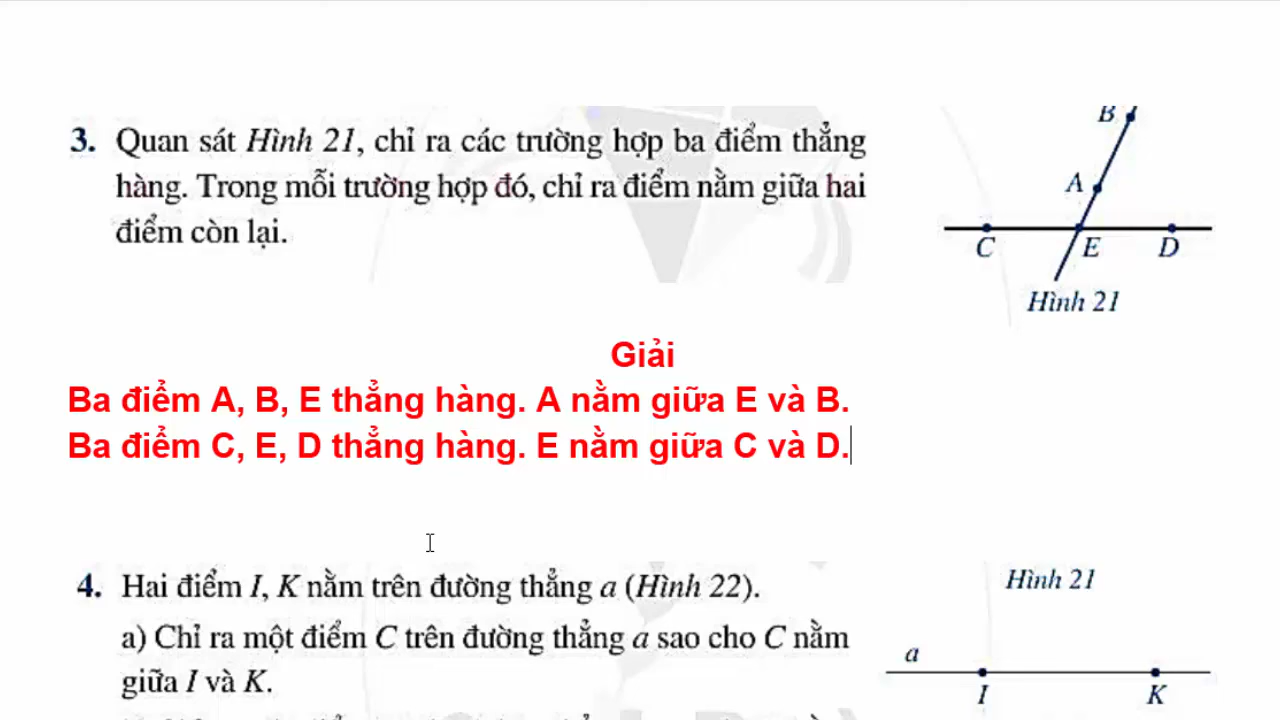 3. Quan sát Hình 21, chỉ ra các trường hợp ba điểm thẳng
hàng. Trong mỗi trường hợp đó, chỉ ra điểm nằm giữa hai
điểm còn lại.
B
A
C E D
Hình 21
Giải
Ba điểm A, B, E thẳng hàng. A nằm giữa E và B.
Ba điểm C, E, D thẳng hàng. E nằm giữa C và D.
Hình 21
4. Hai điểm I, K nằm trên đường thẳng a (Hình 22).
a) Chỉ ra một điểm C trên đường thẳng a sao cho C nằm
giữa I và K.
a
I K